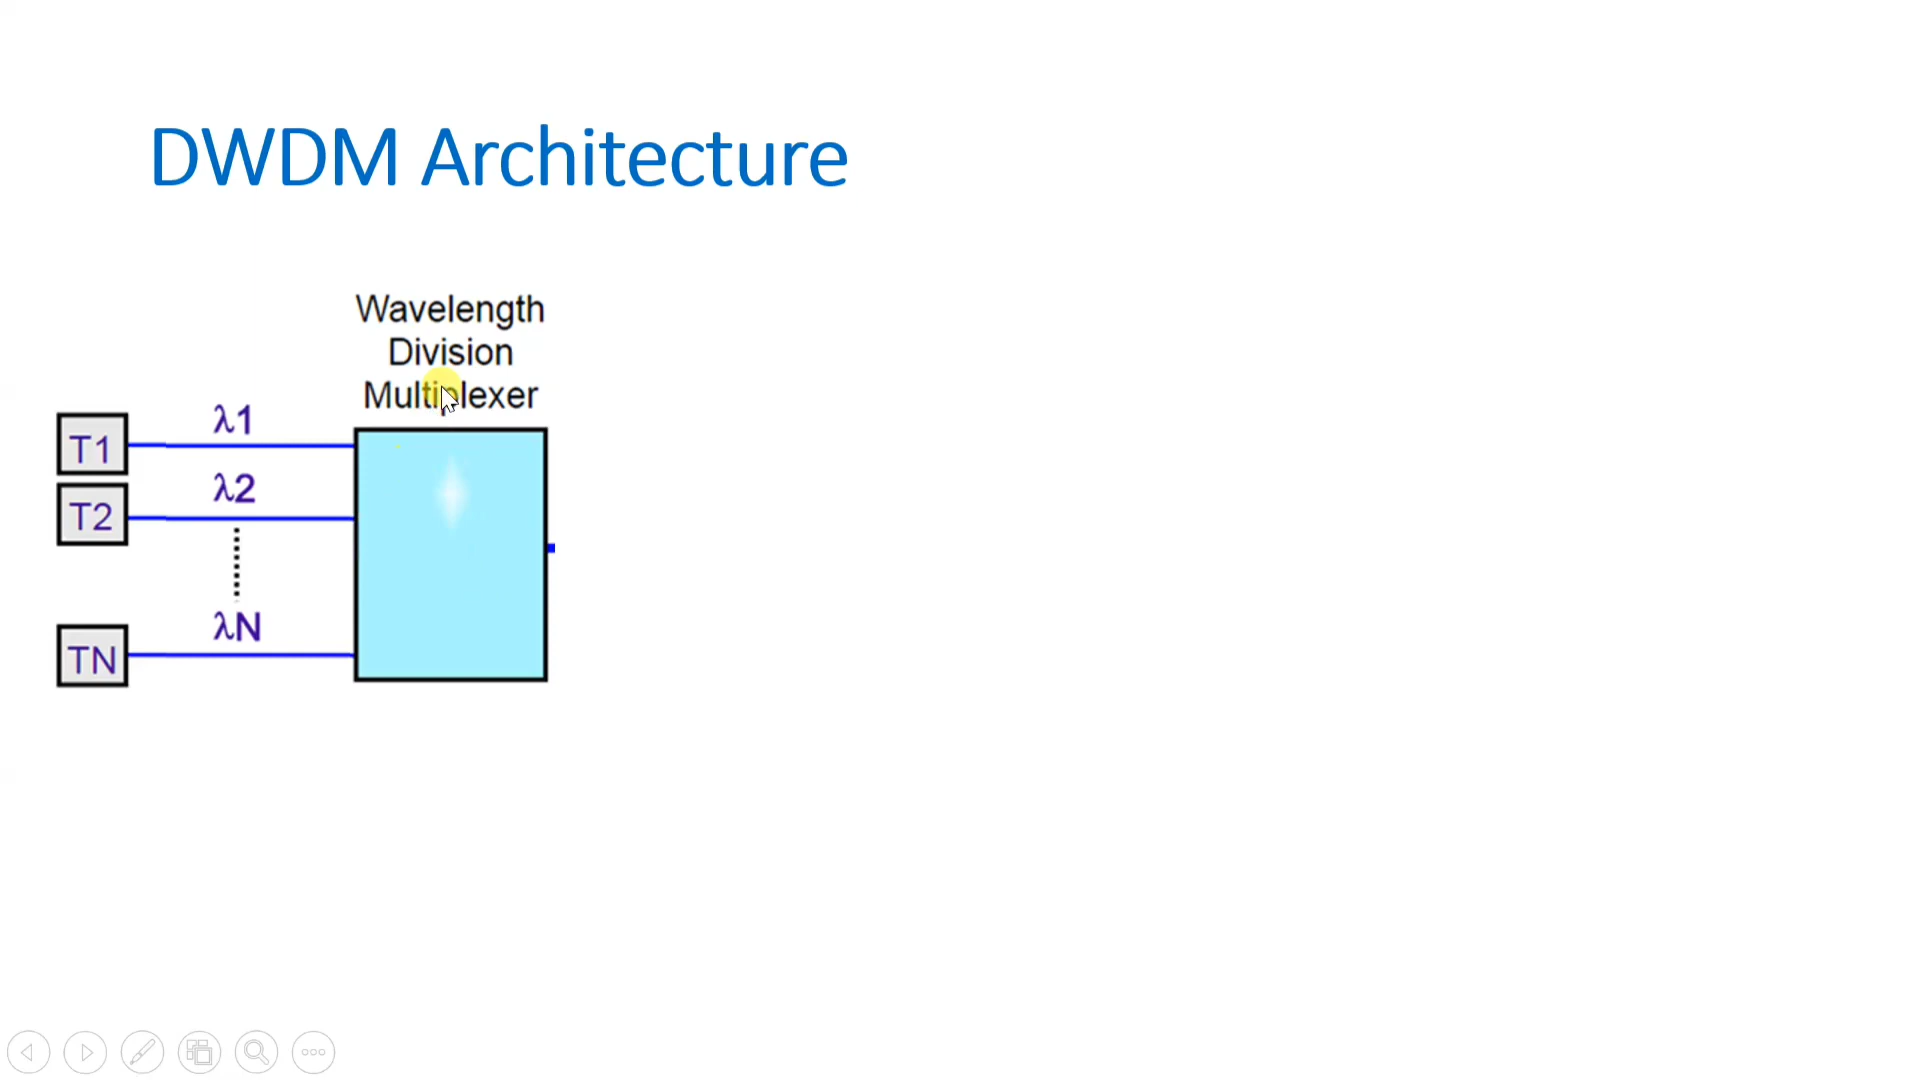 DWDM Architecture
Wavelength
Division
Multiplexer
λ1
T1
λ2
T2
λN
TN